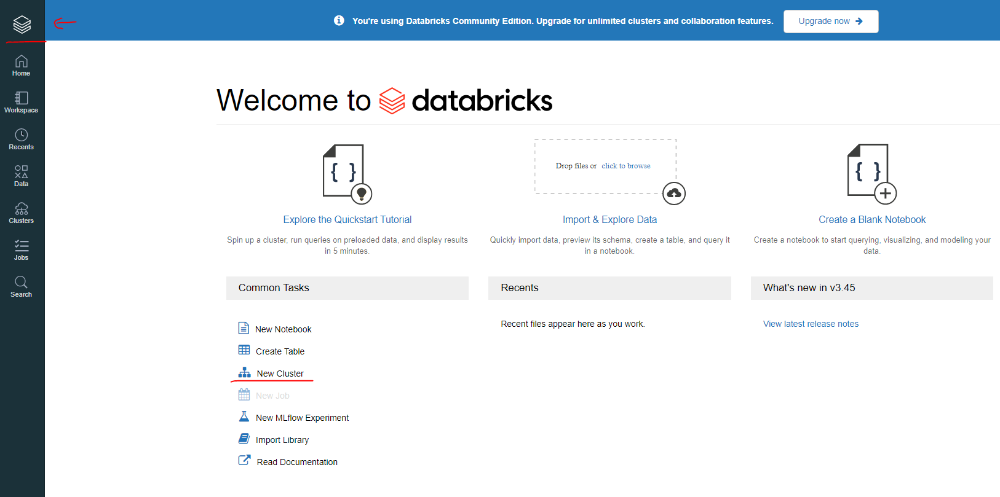 You're using Databricks Community Edition. Upgrade for unlimited clusters and collaboration features. Upgrade now
Home
Workspace
Recents
Data
Clusters
Jobs
Search
Welcome to databricks
{ }
Explore the Quickstart Tutorial
Spin up a cluster, run queries on preloaded data, and display results
in 5 minutes.
Drop files or click to browse
Import & Explore Data
Quickly import data, preview its schema, create a table, and query it
in a notebook.
{ }
Create a Blank Notebook
Create a notebook to start querying, visualizing, and modeling your
data.
Common Tasks
New Notebook
Create Table
New Cluster
New Job
New MLflow Experiment
Import Library
Read Documentation
Recents
Recent files appear here as you work.
What's new in v3.45
View latest release notes